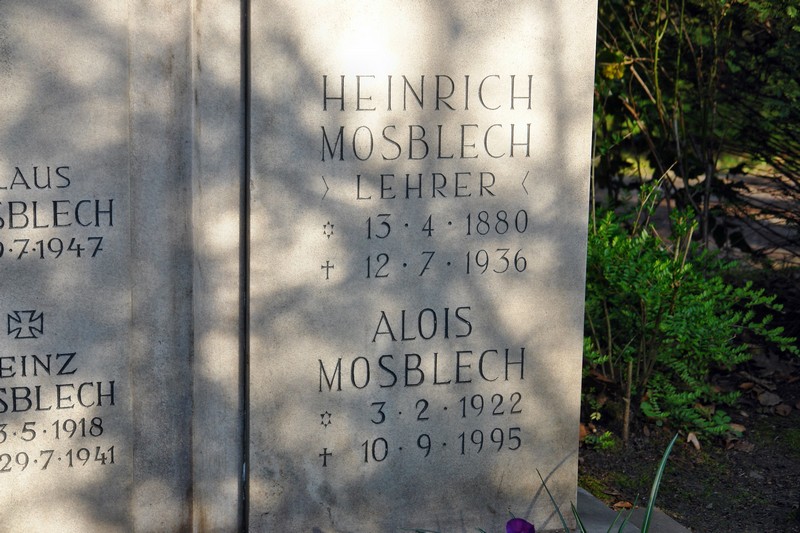 LAUS
SBLECH
9·7·1947
EINZ
SBLECH
3·5·1918
29·7·1941
HEINRICH
MOSBLECH
〉 LEHRER 〈
✡ 13·4·1880
† 12·7·1936
ALOIS
MOSBLECH
✡ 3·2·1922
† 10·9·1995